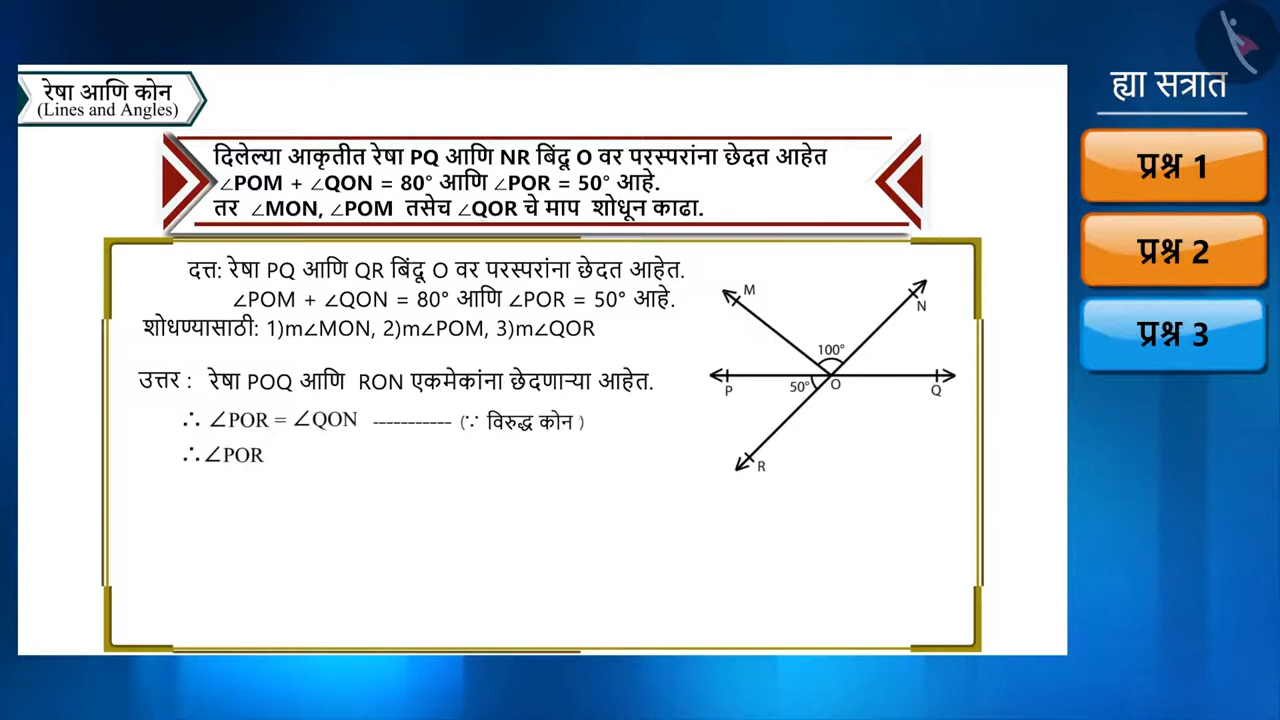 रेषा आणि कोन
(Lines and Angles)
ह्या सत्रात
प्रश्न 1
प्रश्न 2
प्रश्न 3
दिलेल्या आकृतीत रेषा PQ आणि NR बिंदू O वर परस्परांना छेदत आहेत
∠POM + ∠QON = 80° आणि ∠POR = 50° आहे.
तर ∠MON, ∠POM तसेच ∠QOR चे माप शोधून काढा.
दत्त: रेषा PQ आणि QR बिंदू O वर परस्परांना छेदत आहेत.
∠POM + ∠QON = 80° आणि ∠POR = 50° आहे.
शोधण्यासाठी: 1)m∠MON, 2)m∠POM, 3)m∠QOR
उत्तर : रेषा POQ आणि RON एकमेकांना छेदणाऱ्या आहेत.
∴ ∠POR = ∠QON ----------- (∵ विरुद्ध कोन )
∴ ∠POR
M
N
100°
50°
O
P
Q
R